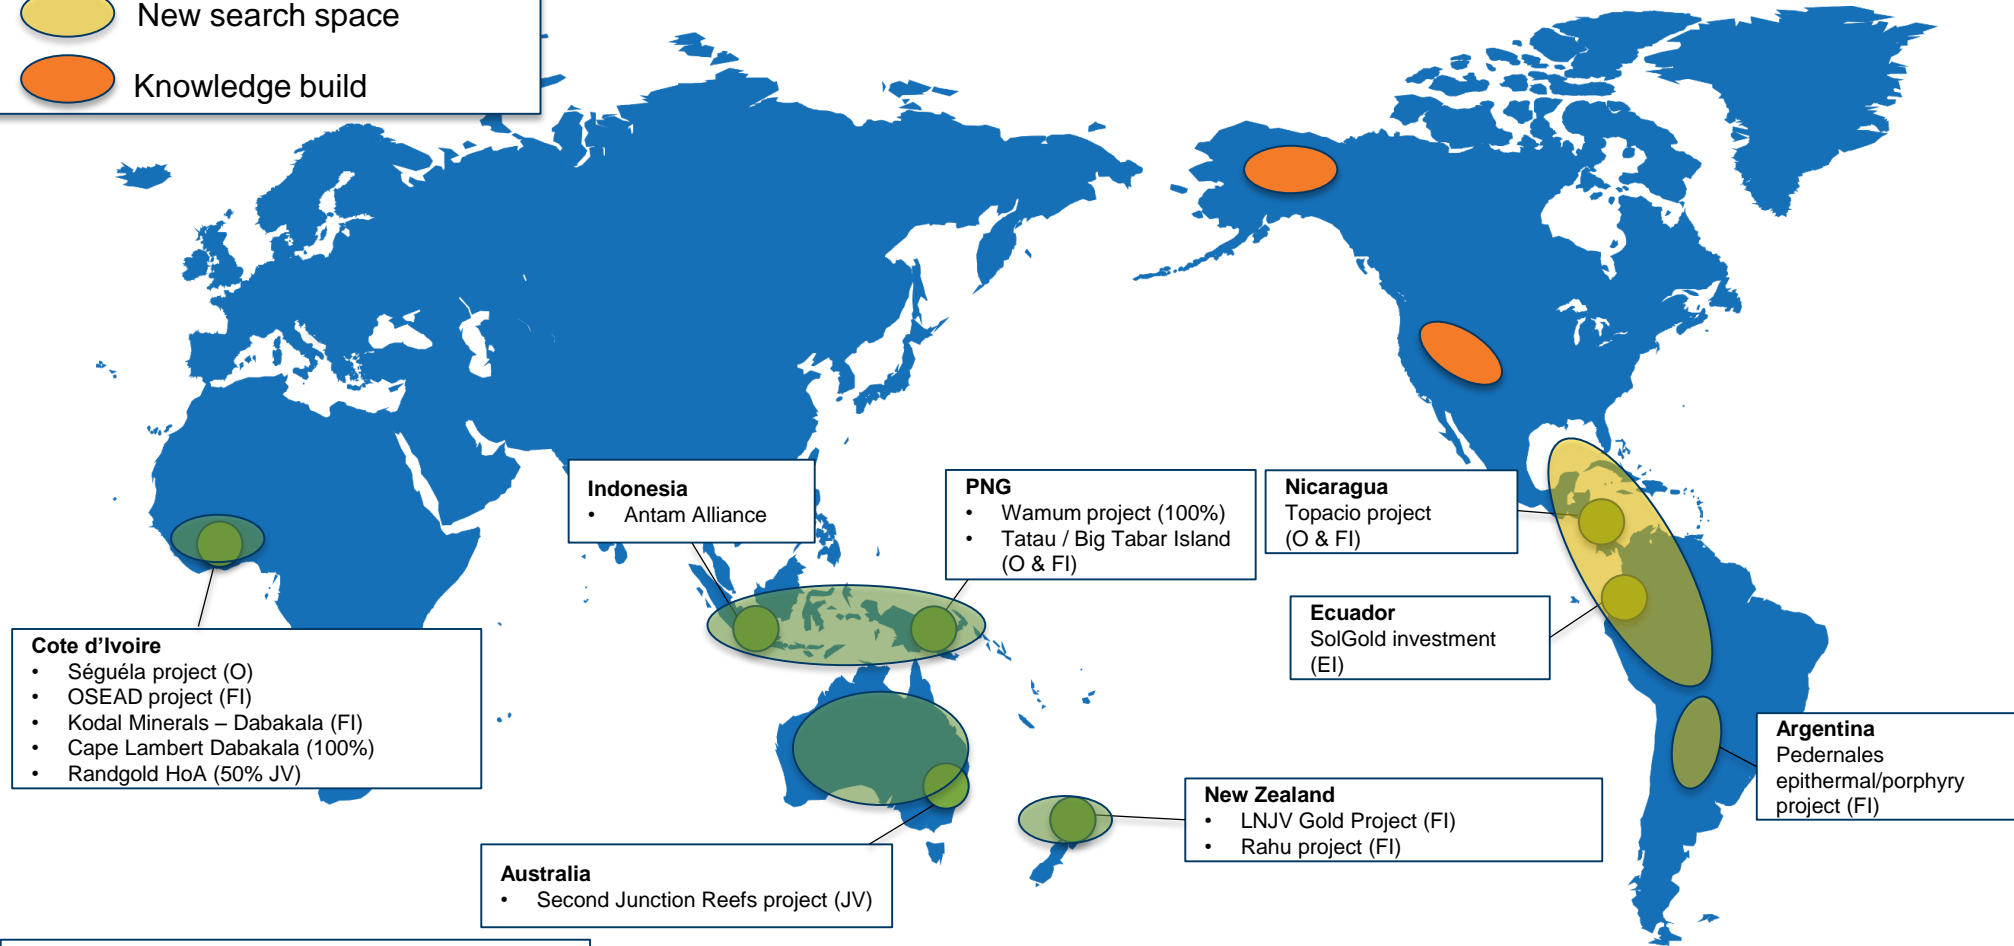 New search space
Knowledge build
Indonesia
• Antam Alliance
PNG
• Wamum project (100%)
• Tatau / Big Tabar Island
(O & FI)
Nicaragua
Topacio project
(O & FI)
Ecuador
SolGold investment
(EI)
Cote d’Ivoire
• Séguéla project (O)
• OSEAD project (FI)
• Kodal Minerals – Dabakala (FI)
• Cape Lambert Dabakala (100%)
• Randgold HoA (50% JV)
Argentina
Pedernales
epithermal/porphyry
project (FI)
New Zealand
• LNJV Gold Project (FI)
• Rahu project (FI)
Australia
• Second Junction Reefs project (JV)